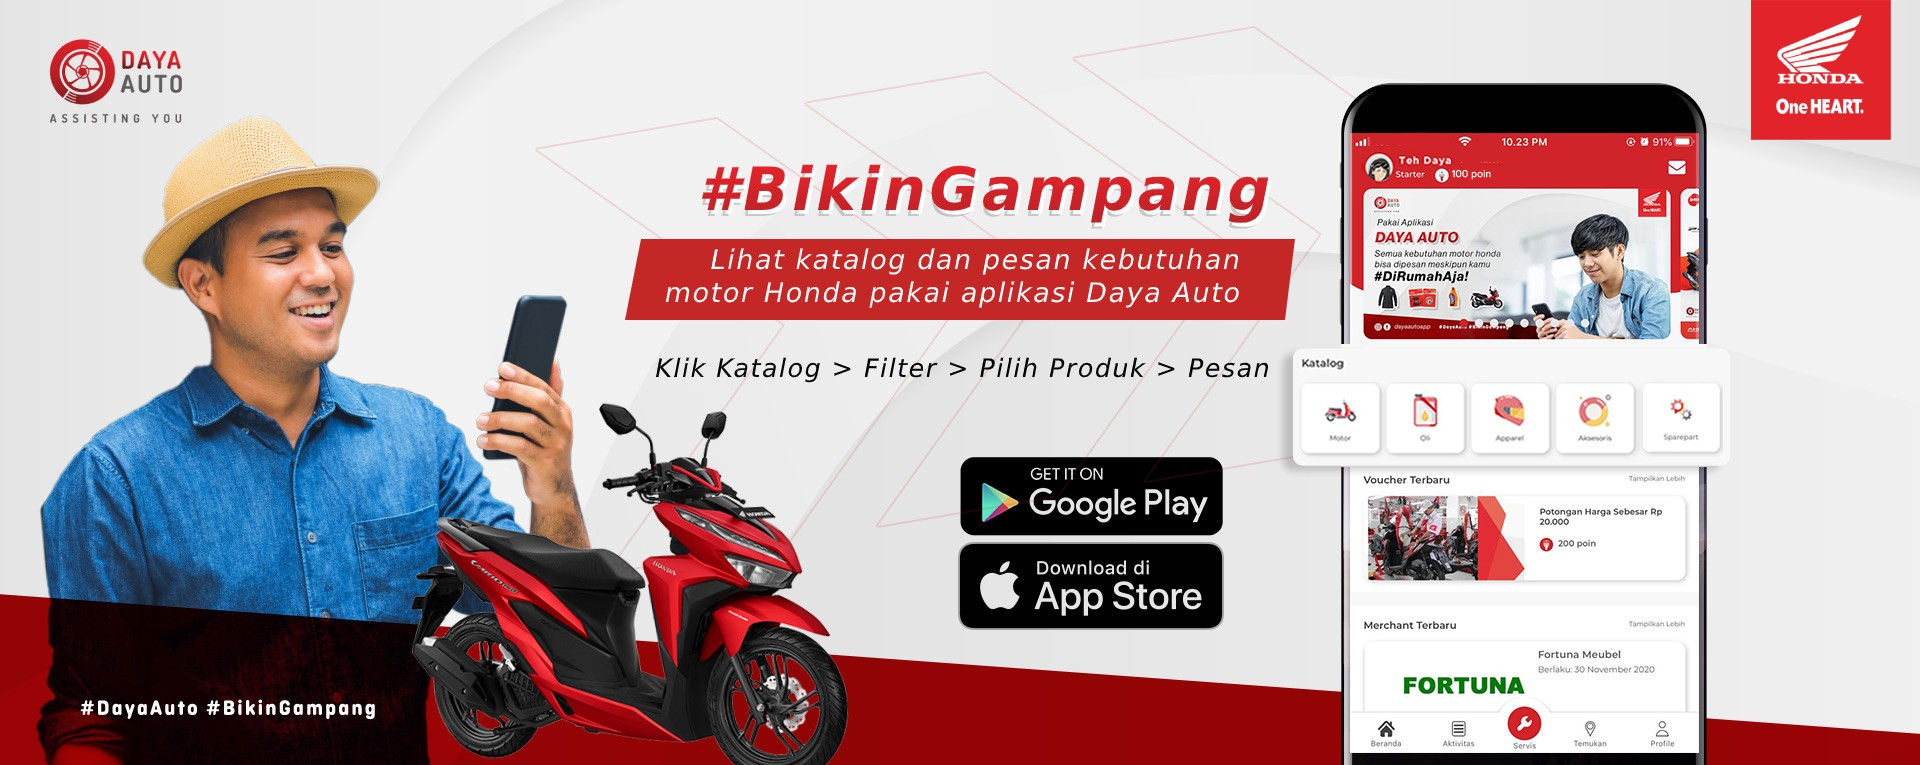 DAYA
AUTO
ASSISTING YOU
HONDA
One HEART.
#BikinGampang
Lihat katalog dan pesan kebutuhan
motor Honda pakai aplikasi Daya Auto
Klik Katalog > Filter > Pilih Produk > Pesan
GET IT ON
Google Play
Download di
App Store
#DayaAuto #BikinGampang
HONDA
10.23 PM
91%
Teh Daya
Starter
100 poin
DAYA
AUTO
Pakai Aplikasi
DAYA AUTO
Semua kebutuhan motor honda
bisa dipesan meskipun kamu
#DiRumahAja!
dayaautoapp
Katalog
Motor
Oli
Apparel
Aksesoris
Sparepart
Voucher Terbaru
Tampilkan Lebih
Potongan Harga Sebesar Rp
20.000
200 poin
Merchant Terbaru
Tampilkan Lebih
FORTUNA
Fortuna Meubel
Berlaku: 30 November 2020
Beranda
Aktivitas
Servis
Temukan
Profile